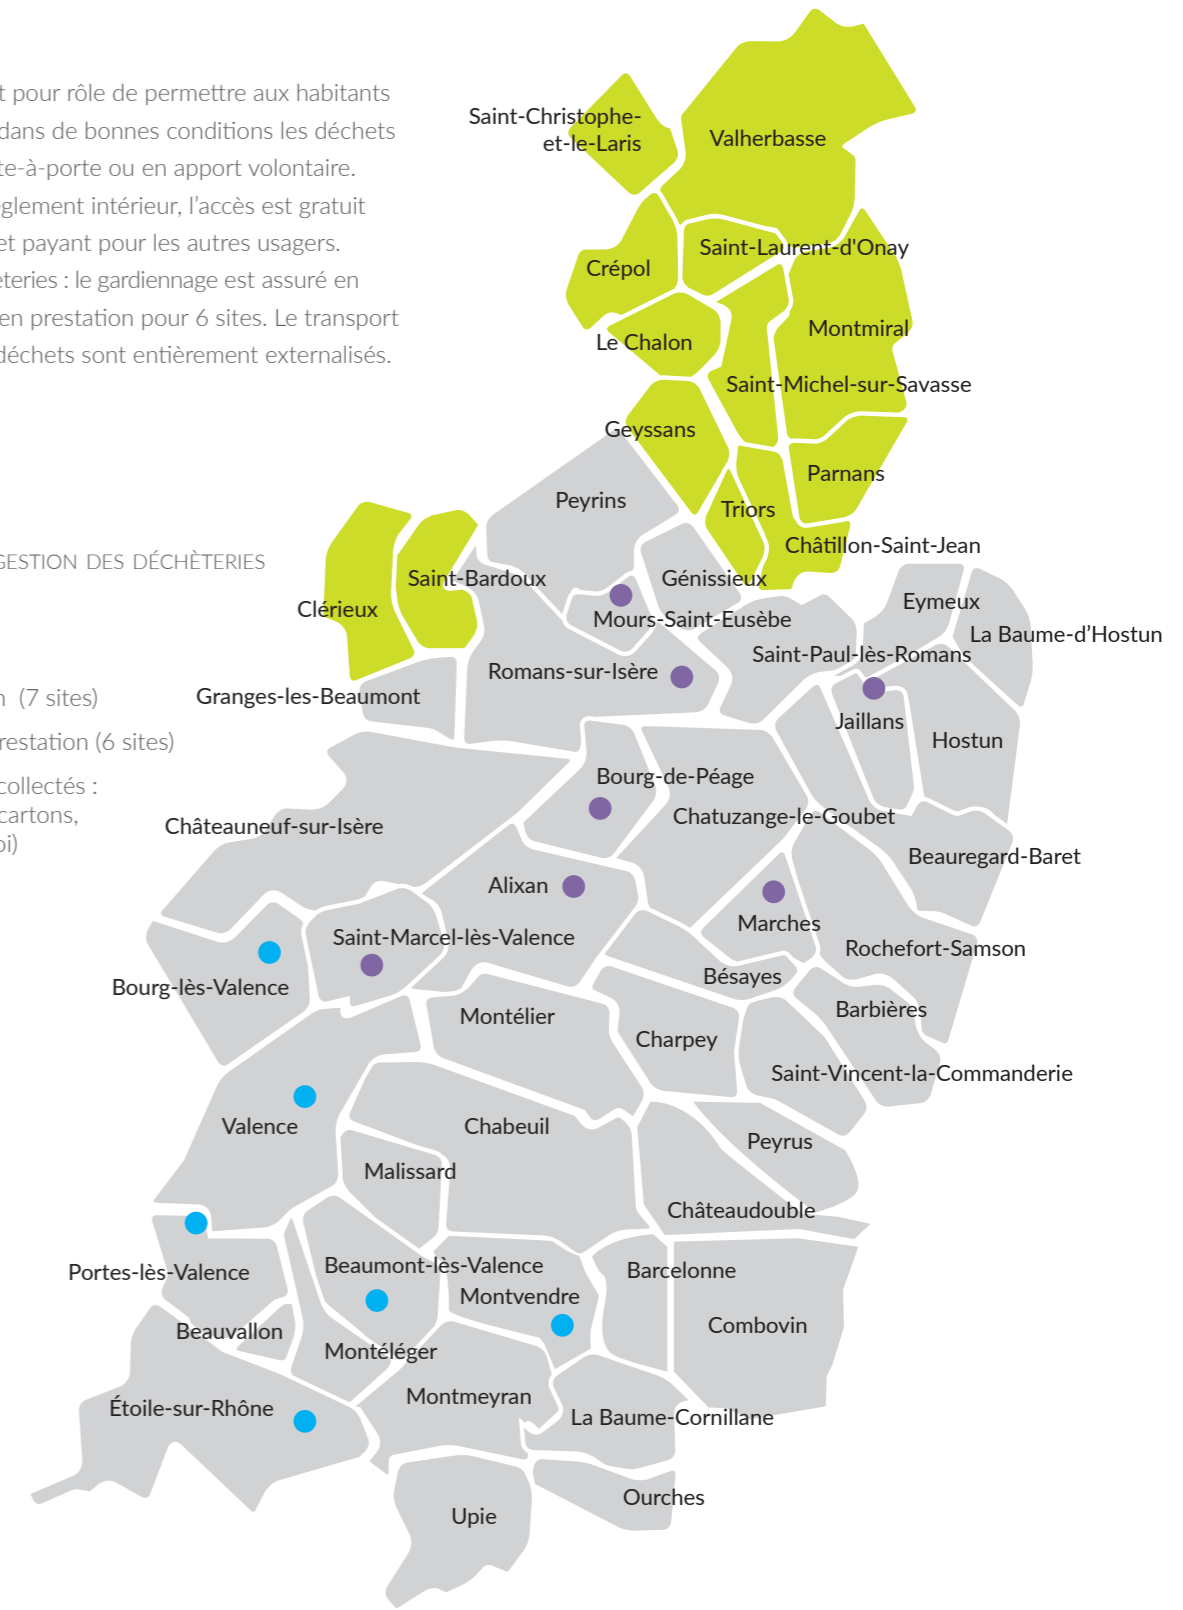 t pour rôle de permettre aux habitants
dans de bonnes conditions les déchets
te-à-porte ou en apport volontaire.
glement intérieur, l'accès est gratuit
et payant pour les autres usagers.
teries : le gardiennage est assuré en
en prestation pour 6 sites. Le transport
déchets sont entièrement externalisés.
GESTION DES DÉCHÈTERIES
n (7 sites)
restation (6 sites)
collectés :
cartons,
oi)
Saint-Christophe-
et-le-Laris
Valherbasse
Saint-Laurent-d'Onay
Crépol
Montmiral
Le Chalon
Saint-Michel-sur-Savasse
Geyssans
Parnans
Peyrins
Triors
Châtillon-Saint-Jean
Saint-Bardoux
Génissieux
Clérieux
Eymeux
Mours-Saint-Eusèbe
La Baume-d’Hostun
Saint-Paul-lès-Romans
Romans-sur-Isère
Granges-les-Beaumont
Jaillans
Hostun
Bourg-de-Péage
Chatuzange-le-Goubet
Châteauneuf-sur-Isère
Beauregard-Baret
Alixan
Marches
Saint-Marcel-lès-Valence
Rochefort-Samson
Bésayes
Bourg-lès-Valence
Barbières
Montélier
Charpey
Saint-Vincent-la-Commanderie
Valence
Chabeuil
Peyrus
Malissard
Châteaudouble
Beaumont-lès-Valence
Portes-lès-Valence
Barcelonne
Montvendre
Combovin
Beauvallon
Montéléger
Montmeyran
Étoile-sur-Rhône
La Baume-Cornillane
Ourches
Upie